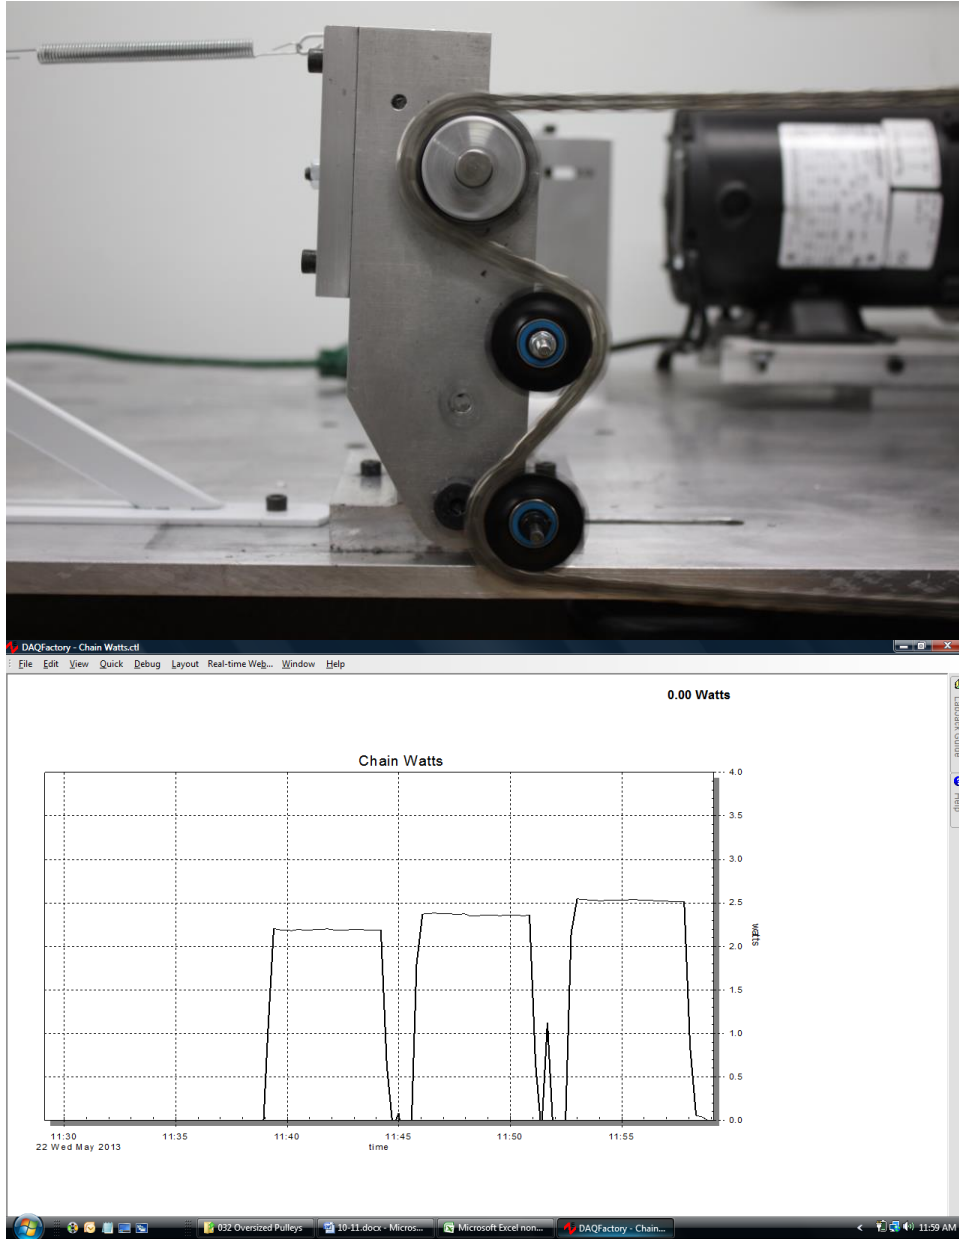 DAQFactory - Chain Watts.ctl
File Edit View Quick Debug Layout Real-time Web... Window Help
0.00 Watts
Chain Watts
4.0
3.5
3.0
2.5
2.0
1.5
1.0
0.5
0.0
watts
11:30 11:35 11:40 11:45 11:50 11:55
22 Wed May 2013
time
Help
032 Oversized Pulleys 10-11.docx - Micros... Microsoft Excel non... DAQFactory - Chain... 11:59 AM